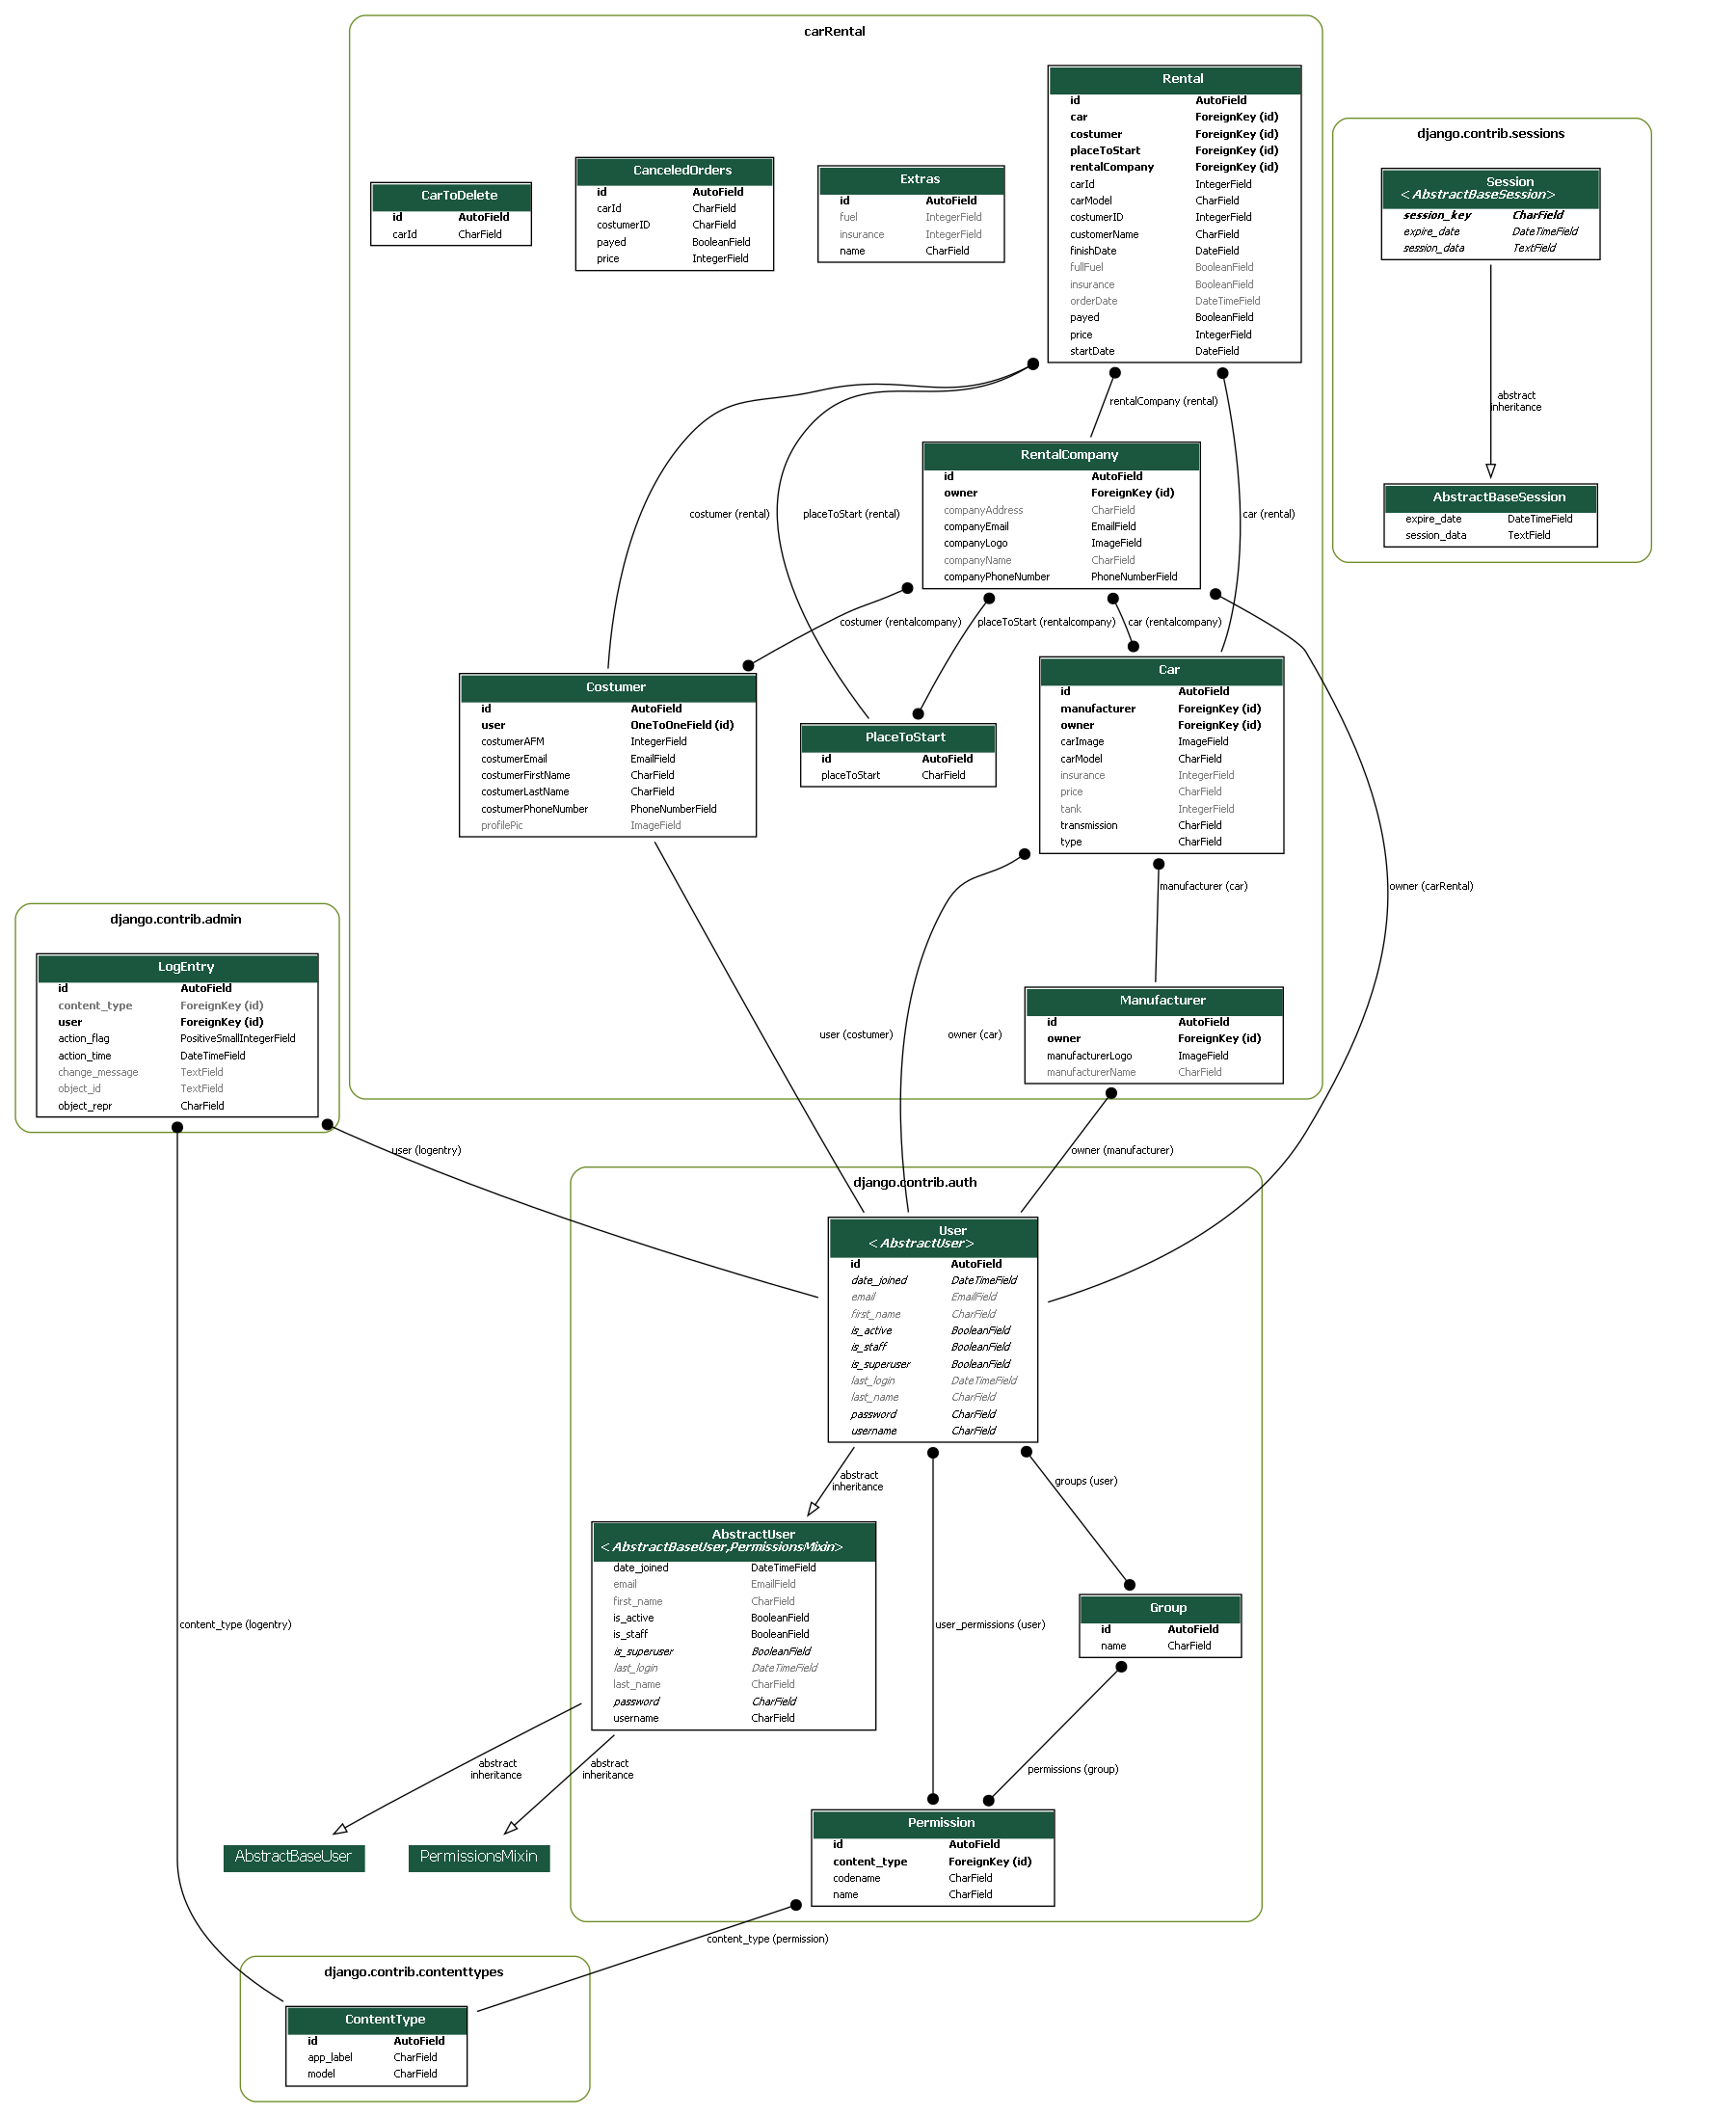 carRental
Rental
id AutoField
car ForeignKey (id)
costumer ForeignKey (id)
placeToStart ForeignKey (id)
rentalCompany ForeignKey (id)
carId IntegerField
carModel CharField
costumerID IntegerField
customerName CharField
finishDate DateField
fullFuel BooleanField
insurance BooleanField
orderDate DateTimeField
payed BooleanField
price IntegerField
startDate DateField
CarToDelete
id AutoField
carId CharField
CanceledOrders
id AutoField
carId CharField
costumerID CharField
payed BooleanField
price IntegerField
Extras
id AutoField
fuel IntegerField
insurance IntegerField
name CharField
django.contrib.sessions
Session
<AbstractBaseSession>
session_key CharField
expire_date DateTimeField
session_data TextField
abstract
inheritance
AbstractBaseSession
expire_date DateTimeField
session_data TextField
rentalCompany (rental)
costumer (rental)
placeToStart (rental)
car (rental)
RentalCompany
id AutoField
owner ForeignKey (id)
companyAddress CharField
companyEmail EmailField
companyLogo ImageField
companyName CharField
companyPhoneNumber PhoneNumberField
costumer (rentalcompany)
placeToStart (rentalcompany)
car (rentalcompany)
Costumer
id AutoField
user OneToOneField (id)
costumerAFM IntegerField
costumerEmail EmailField
costumerFirstName CharField
costumerLastName CharField
costumerPhoneNumber PhoneNumberField
profilePic ImageField
PlaceToStart
id AutoField
placeToStart CharField
Car
id AutoField
manufacturer ForeignKey (id)
owner ForeignKey (id)
carImage ImageField
carModel CharField
insurance IntegerField
price CharField
tank IntegerField
transmission CharField
type CharField
manufacturer (car)
owner (carRental)
django.contrib.admin
LogEntry
id AutoField
content_type ForeignKey (id)
user ForeignKey (id)
action_flag PositiveSmallIntegerField
action_time DateTimeField
change_message TextField
object_id TextField
object_repr CharField
user (costumer)
owner (car)
Manufacturer
id AutoField
owner ForeignKey (id)
manufacturerLogo ImageField
manufacturerName CharField
user (logentry)
owner (manufacturer)
django.contrib.auth
User
<AbstractUser>
id AutoField
date_joined DateTimeField
email EmailField
first_name CharField
is_active BooleanField
is_staff BooleanField
is_superuser BooleanField
last_login DateTimeField
last_name CharField
password CharField
username CharField
abstract
inheritance
groups (user)
AbstractUser
<AbstractBaseUser,PermissionsMixin>
date_joined DateTimeField
email EmailField
first_name CharField
is_active BooleanField
is_staff BooleanField
is_superuser BooleanField
last_login DateTimeField
last_name CharField
password CharField
username CharField
content_type (logentry)
user_permissions (user)
Group
id AutoField
name CharField
abstract
inheritance
abstract
inheritance
permissions (group)
AbstractBaseUser
PermissionsMixin
Permission
id AutoField
content_type ForeignKey (id)
codename CharField
name CharField
content_type (permission)
django.contrib.contenttypes
ContentType
id AutoField
app_label CharField
model CharField